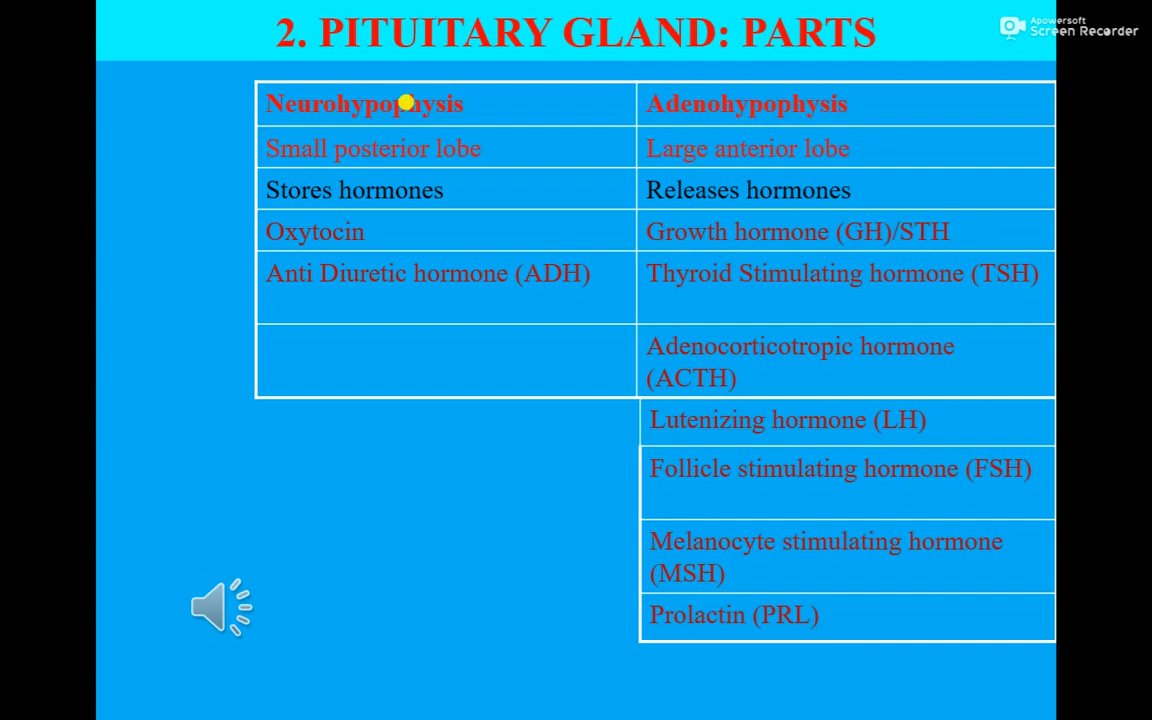 2. PITUITARY GLAND: PARTS
Apowersoft
Screen Recorder
Neurohypophysis
Adenohypophysis
Small posterior lobe
Large anterior lobe
Stores hormones
Releases hormones
Oxytocin
Growth hormone (GH)/STH
Anti Diuretic hormone (ADH)
Thyroid Stimulating hormone (TSH)
Adenocorticotropic hormone
(ACTH)
Lutenizing hormone (LH)
Follicle stimulating hormone (FSH)
Melanocyte stimulating hormone
(MSH)
Prolactin (PRL)